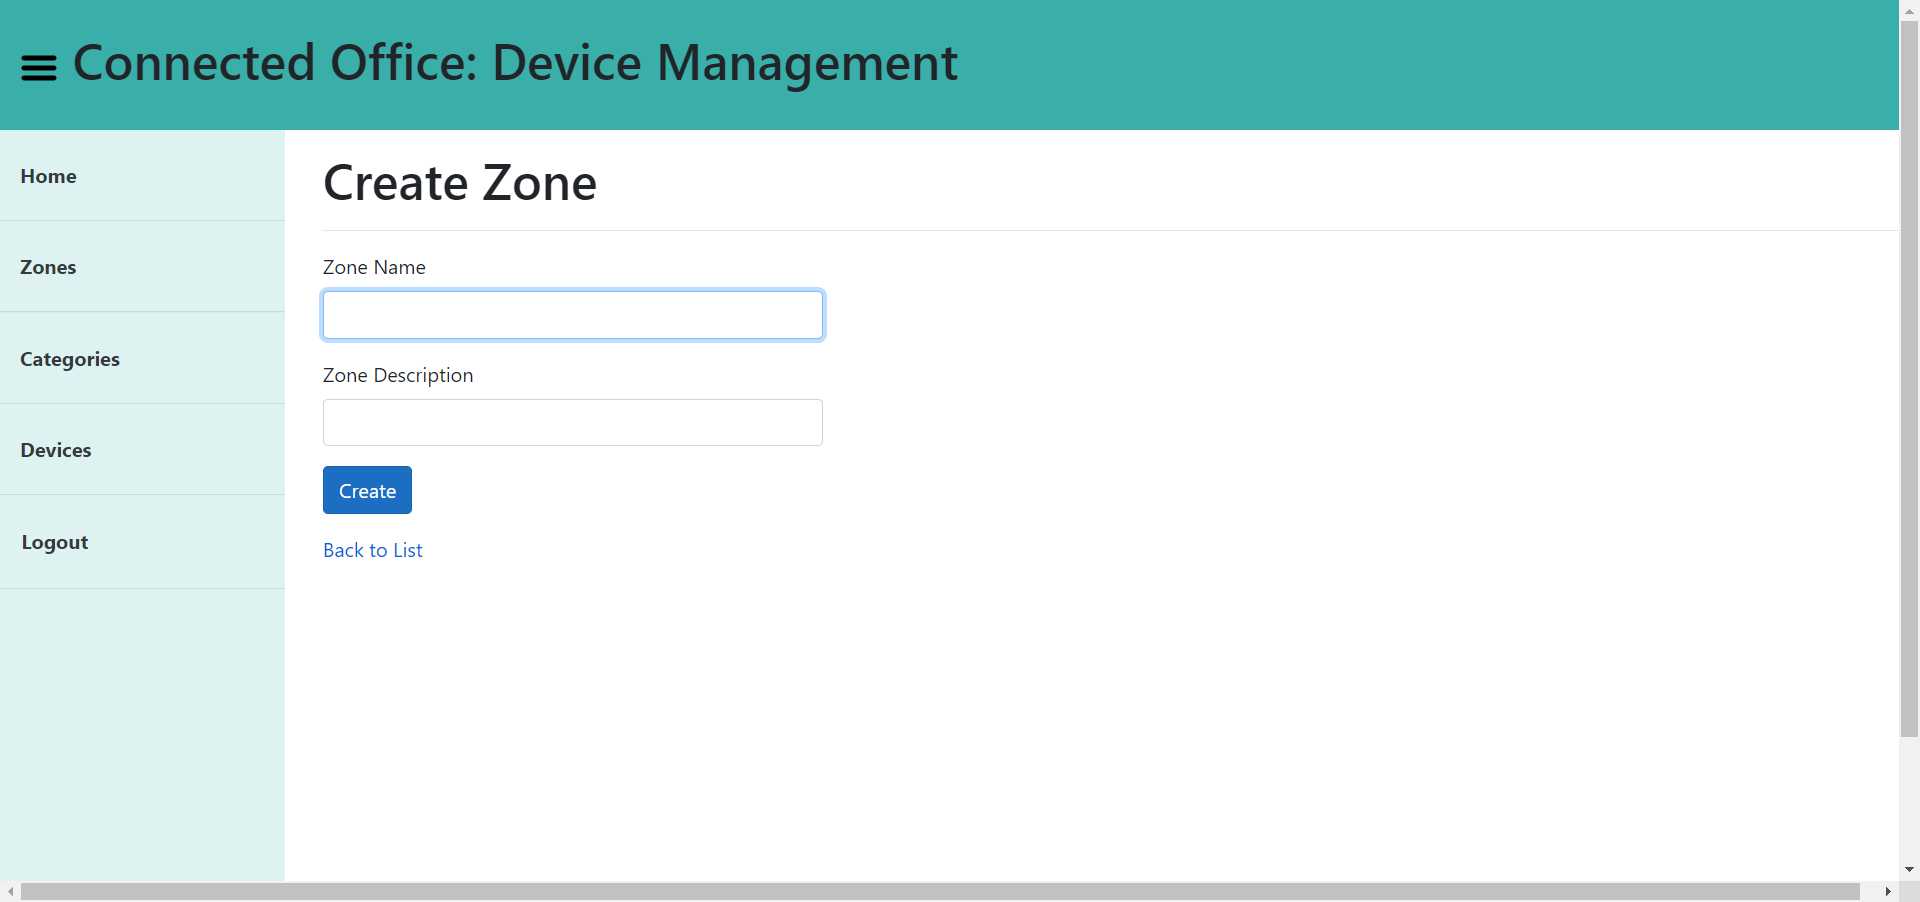 Connected Office: Device Management
Home
Zones
Categories
Devices
Logout
Create Zone
Zone Name
Zone Description
Create
Back to List